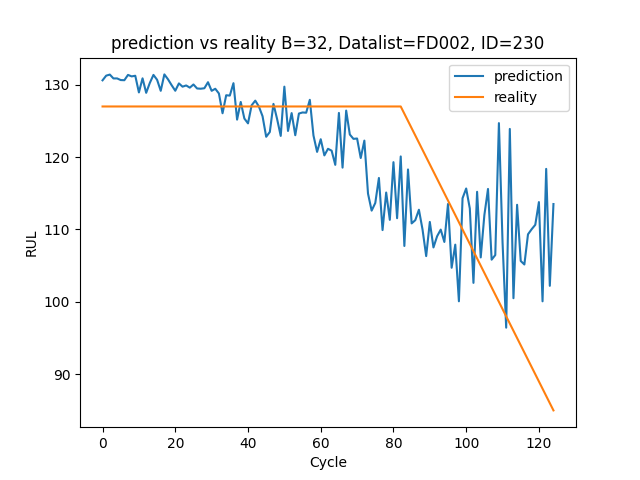 prediction vs reality B=32, Datalist=FD002, ID=230
prediction
reality
RUL
130
120
110
100
90
0 20 40 60 80 100 120
Cycle